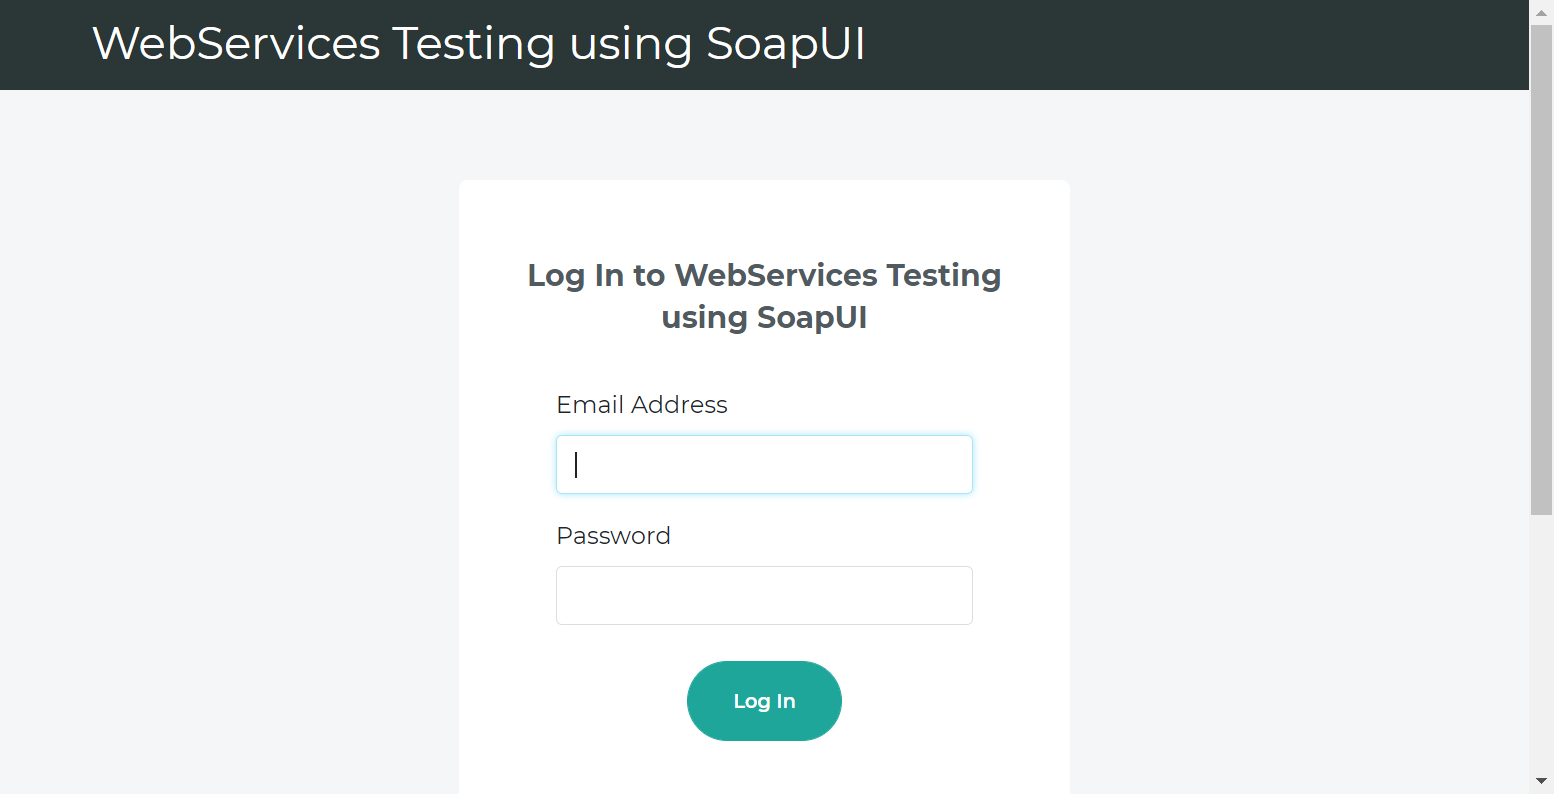 WebServices Testing using SoapUI
Log In to WebServices Testing
using SoapUI
Email Address
Password
Log In